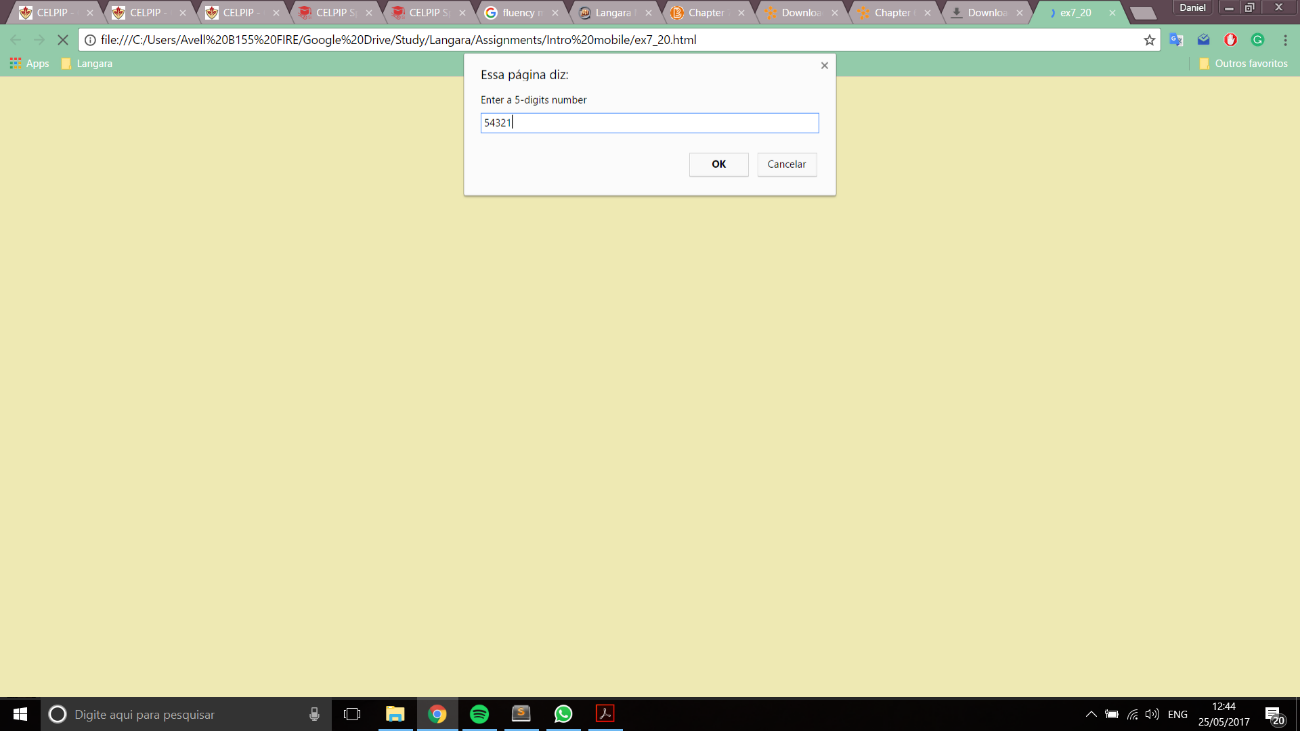 CELPIP - CELPIP - CELPIP - CELPIP Sp CELPIP Sp fluency m Langara Chapter Downloa Chapter Downloa ex7_20 Daniel
file:///C:/Users/Avell%20B155%20FIRE/Google%20Drive/Study/Langara/Assignments/Intro%20mobile/ex7_20.html
Apps Langara Outros favoritos
Essa página diz:
Enter a 5-digits number
54321
OK Cancelar
Digite aqui para pesquisar ENG 12:44
25/05/2017 20